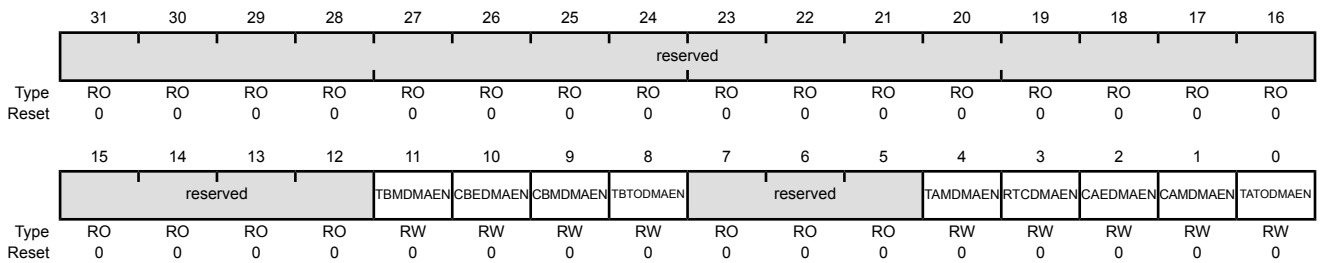 31 30 29 28 27 26 25 24 23 22 21 20 19 18 17 16
reserved
Type RO RO RO RO RO RO RO RO RO RO RO RO RO RO RO RO
Reset 0 0 0 0 0 0 0 0 0 0 0 0 0 0 0 0
15 14 13 12 11 10 9 8 7 6 5 4 3 2 1 0
reserved TBMDMAEN CBEDMAEN CBMDMAEN TBTODMAEN reserved TAMDMAEN RTCDMAEN CAEDMAEN CAMDMAEN TATODMAEN
Type RO RO RO RO RW RW RW RW RO RO RO RW RW RW RW RW
Reset 0 0 0 0 0 0 0 0 0 0 0 0 0 0 0 0